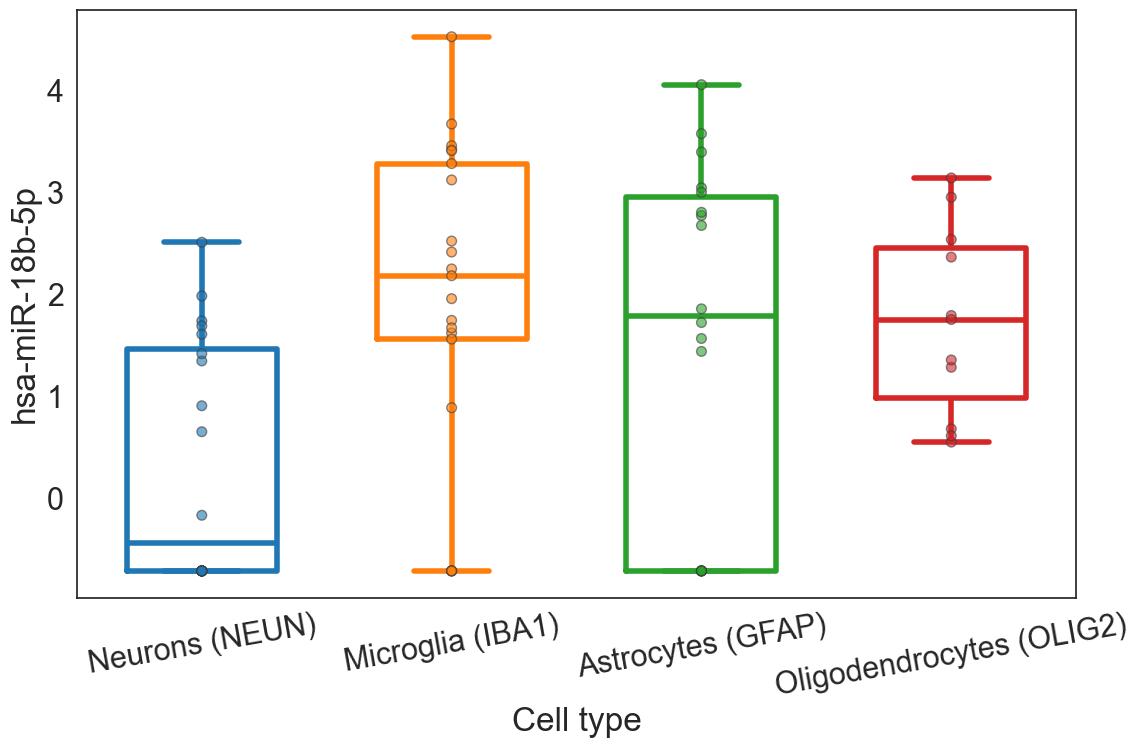 hsa-miR-18b-5p
4
3
2
1
0
Neurons (NEUN)
Microglia (IBA1)
Astrocytes (GFAP)
Oligodendrocytes (OLIG2)
Cell type